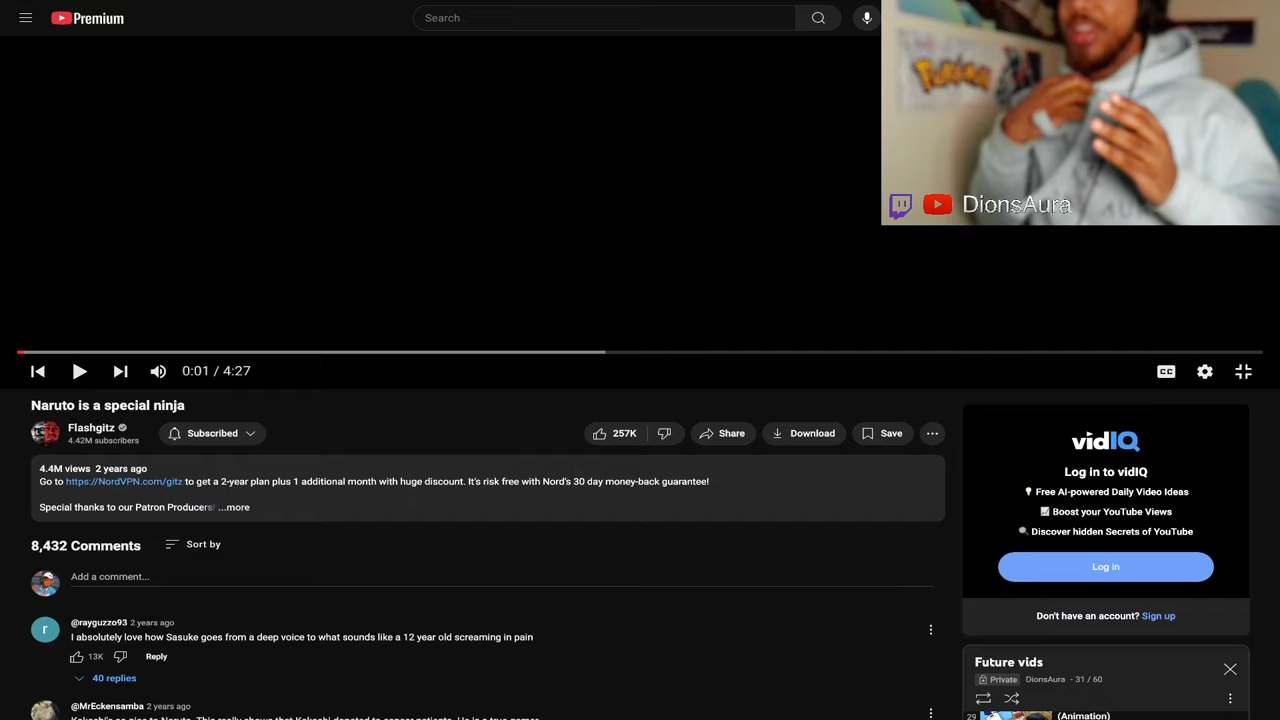 Premium
Search
Pokémon
DionsAura
0:01 / 4:27
CC
Naruto is a special ninja
Flashgitz
4.42M subscribers
Subscribed
257K
Share
Download
Save
4.4M views 2 years ago
Go to https://NordVPN.com/gitz to get a 2-year plan plus 1 additional month with huge discount. It's risk free with Nord's 30 day money-back guarantee!
Special thanks to our Patron Producers! ...more
8,432 Comments
Sort by
Add a comment...
r
@rayguzzo93 2 years ago
I absolutely love how Sasuke goes from a deep voice to what sounds like a 12 year old screaming in pain
13K
Reply
40 replies
@MrEckensamba 2 years ago
vidIQ
Log in to vidIQ
Free AI-powered Daily Video Ideas
Boost your YouTube Views
Discover hidden Secrets of YouTube
Log in
Don't have an account? Sign up
Future vids
Private
DionsAura - 31 / 60
29
(Animation)